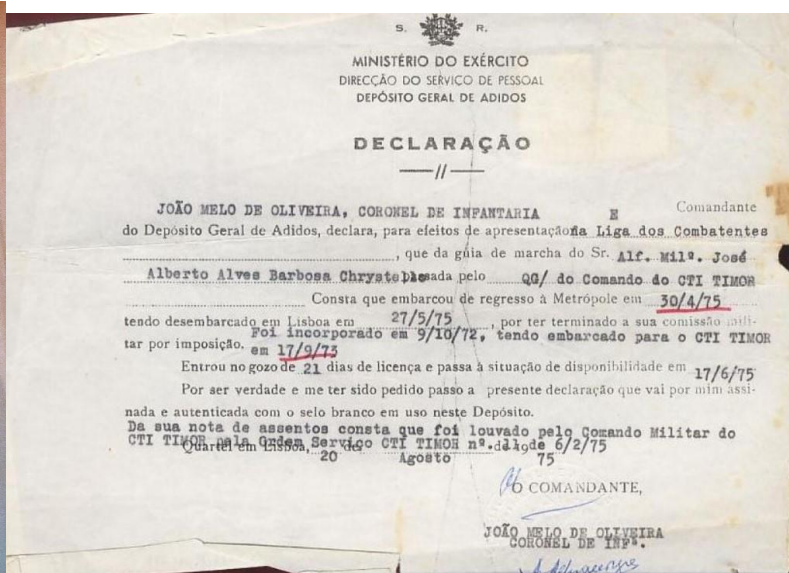 S. R.
MINISTÉRIO DO EXÉRCITO
DIRECÇÃO DO SERVIÇO DE PESSOAL
DEPÓSITO GERAL DE ADIDOS
DECLARAÇÃO
—//—
JOÃO MELO DE OLIVEIRA, CORONEL DE INFANTARIA E Comandante
do Depósito Geral de Adidos, declara, para efeitos de apresentação na Liga dos Combatentes
, que da guia de marcha do Sr. Alf. Milº. José
Alberto Alves Barbosa passada pelo QG/ do Comando do CTI TIMOR
Consta que embarcou de regresso à Metrópole em 30/4/75
tendo desembarcado em Lisboa em 27/5/75, por ter terminado a sua comissão mili-
tar por imposição. Foi incorporado em 9/10/72, tendo embarcado para o CTI TIMOR
em 17/9/73
Entrou no gozo de 21 dias de licença e passa à situação de disponibilidade em 17/6/75
Por ser verdade e me ter sido pedido passo a presente declaração que vai por mim assi-
nada e autenticada com o selo branco em uso neste Depósito.
Da sua nota de assentos consta que foi louvado pelo Comando Militar do
CTI TIMOR pela Ordem Serviço CTI TIMOR nº. 11 de 6/2/75
Quartel em Lisboa, 20 de Agosto de 19 75
O COMANDANTE,
JOÃO MELO DE OLIVEIRA
CORONEL DE INFª.